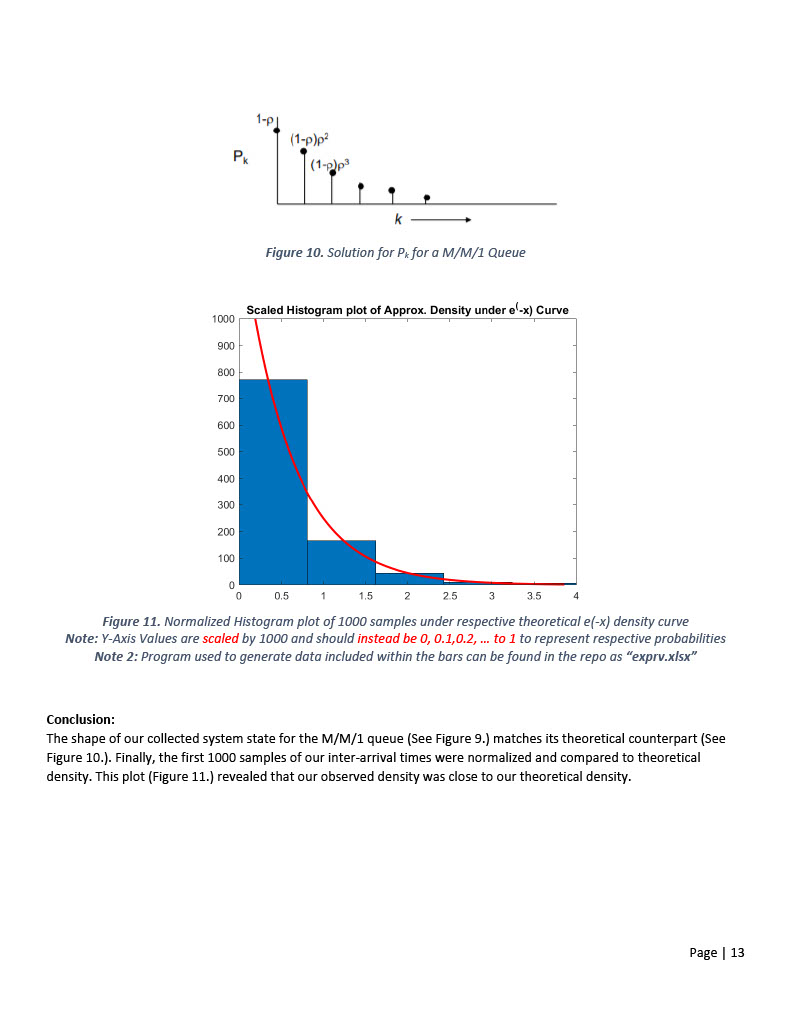 1-ρ
(1-ρ)ρ²
Pₖ
(1-ρ)ρ³
k
Figure 10. Solution for Pₖ for a M/M/1 Queue
Scaled Histogram plot of Approx. Density under e⁽-x) Curve
1000
900
800
700
600
500
400
300
200
100
0
0 0.5 1 1.5 2 2.5 3 3.5 4
Figure 11. Normalized Histogram plot of 1000 samples under respective theoretical e(-x) density curve
Note: Y-Axis Values are scaled by 1000 and should instead be 0, 0.1,0.2, … to 1 to represent respective probabilities
Note 2: Program used to generate data included within the bars can be found in the repo as “exprv.xlsx”
Conclusion:
The shape of our collected system state for the M/M/1 queue (See Figure 9.) matches its theoretical counterpart (See
Figure 10.). Finally, the first 1000 samples of our inter-arrival times were normalized and compared to theoretical
density. This plot (Figure 11.) revealed that our observed density was close to our theoretical density.
Page | 13